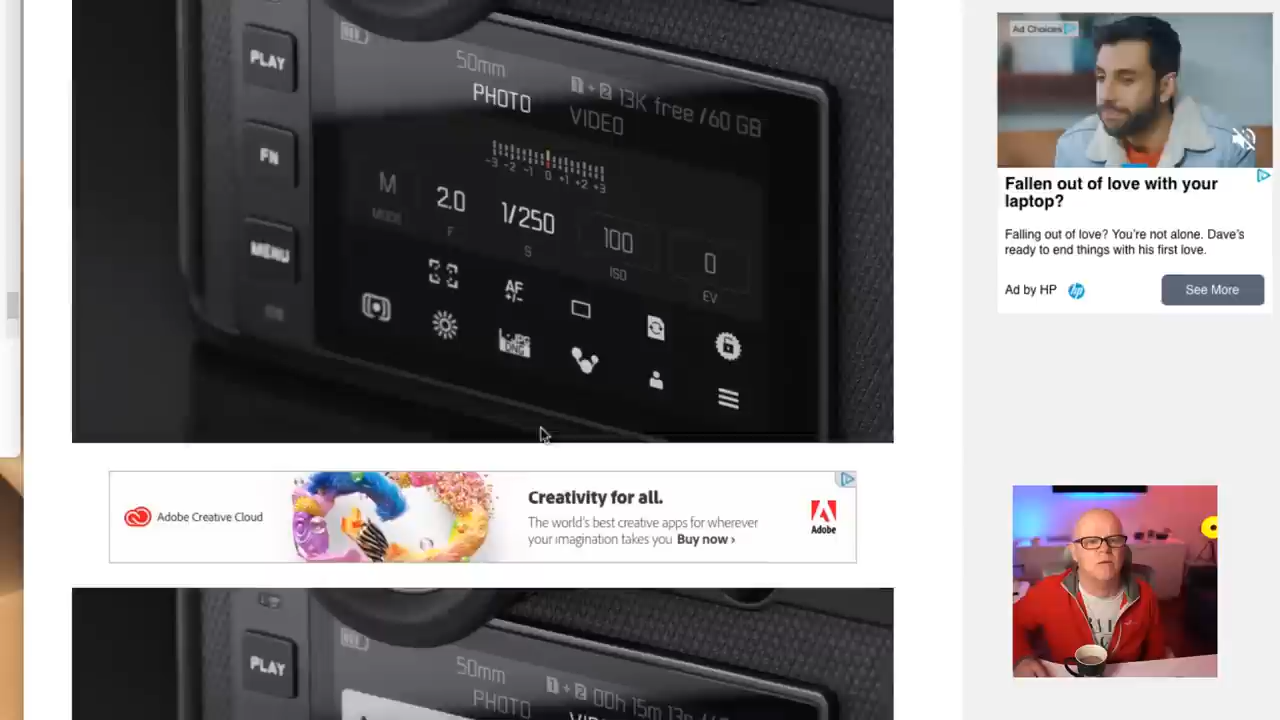 PLAY
50mm
1 + 2 13K free /60 GB
PHOTO
VIDEO
FN
-3 -2 -1 0 +1 +2 +3
M
2.0
1/250
100
0
MODE
F
S
ISO
EV
MENU
AF
+/-
JPG
DNG
Ad Choices
Fallen out of love with your
laptop?
Falling out of love? You're not alone. Dave's
ready to end things with his first love.
Ad by HP
hp
See More
Adobe Creative Cloud
Creativity for all.
The world's best creative apps for wherever
your imagination takes you Buy now ›
Adobe
PLAY
50mm
1 + 2 00h 15m 13s
PHOTO